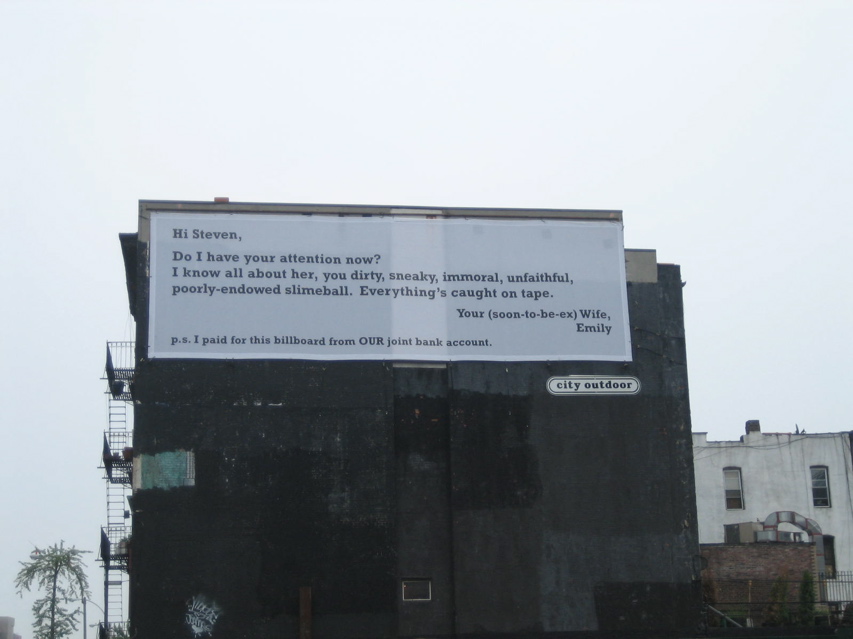 Hi Steven,
Do I have your attention now?
I know all about her, you dirty, sneaky, immoral, unfaithful,
poorly-endowed slimeball. Everything's caught on tape.
Your (soon-to-be-ex) Wife,
Emily
p.s. I paid for this billboard from OUR joint bank account.
city outdoor